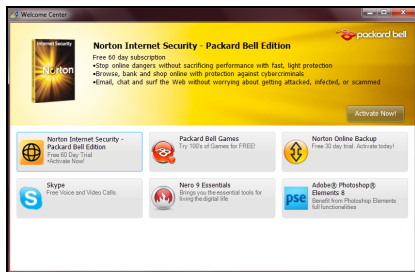 Welcome Center
packard bell
Internet Security
Norton
Norton Internet Security - Packard Bell Edition
Free 60 day subscription
•Stop online dangers without sacrificing performance with fast, light protection
•Browse, bank and shop online with protection against cybercriminals
•Email, chat and surf the Web without worrying about getting attacked, infected, or scammed
Activate Now!
Norton Internet Security -
Packard Bell Edition
Free 60 Day Trial
•Activate Now!
Packard Bell Games
Try 100's of Games for FREE!
Norton Online Backup
Free 30 day trial. Activate today!
Skype
Free Voice and Video Calls
Nero 9 Essentials
Brings you the essential tools for
living the digital life
pse
Adobe® Photoshop®
Elements 8
Benefit from Photoshop Elements
full functionalities